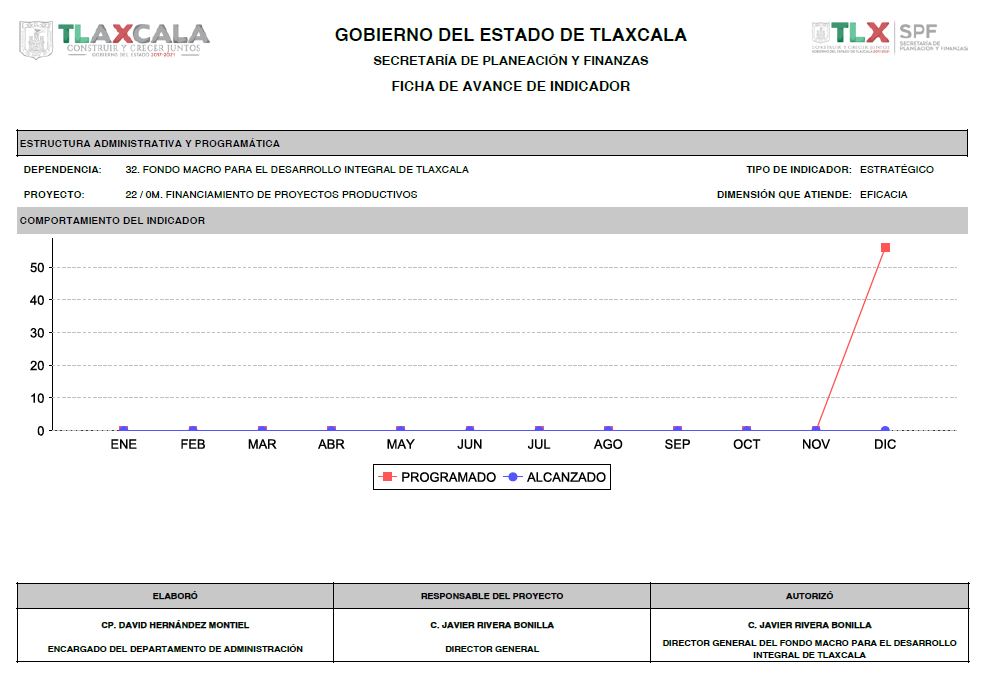 TLAXCALA
CONSTRUIR Y CRECER JUNTOS
GOBIERNO DEL ESTADO 2017-2021
GOBIERNO DEL ESTADO DE TLAXCALA
SECRETARÍA DE PLANEACIÓN Y FINANZAS
FICHA DE AVANCE DE INDICADOR
TLX
CONSTRUIR Y CRECER JUNTOS
SPF
SECRETARÍA DE
PLANEACIÓN Y FINANZAS
ESTRUCTURA ADMINISTRATIVA Y PROGRAMÁTICA
DEPENDENCIA: 32. FONDO MACRO PARA EL DESARROLLO INTEGRAL DE TLAXCALA TIPO DE INDICADOR: ESTRATÉGICO
PROYECTO: 22 / 0M. FINANCIAMIENTO DE PROYECTOS PRODUCTIVOS DIMENSIÓN QUE ATIENDE: EFICACIA
COMPORTAMIENTO DEL INDICADOR
50
40
30
20
10
0
ENE FEB MAR ABR MAY JUN JUL AGO SEP OCT NOV DIC
PROGRAMADO ALCANZADO
ELABORÓ RESPONSABLE DEL PROYECTO AUTORIZÓ
CP. DAVID HERNÁNDEZ MONTIEL C. JAVIER RIVERA BONILLA C. JAVIER RIVERA BONILLA
ENCARGADO DEL DEPARTAMENTO DE ADMINISTRACIÓN DIRECTOR GENERAL DIRECTOR GENERAL DEL FONDO MACRO PARA EL DESARROLLO
INTEGRAL DE TLAXCALA